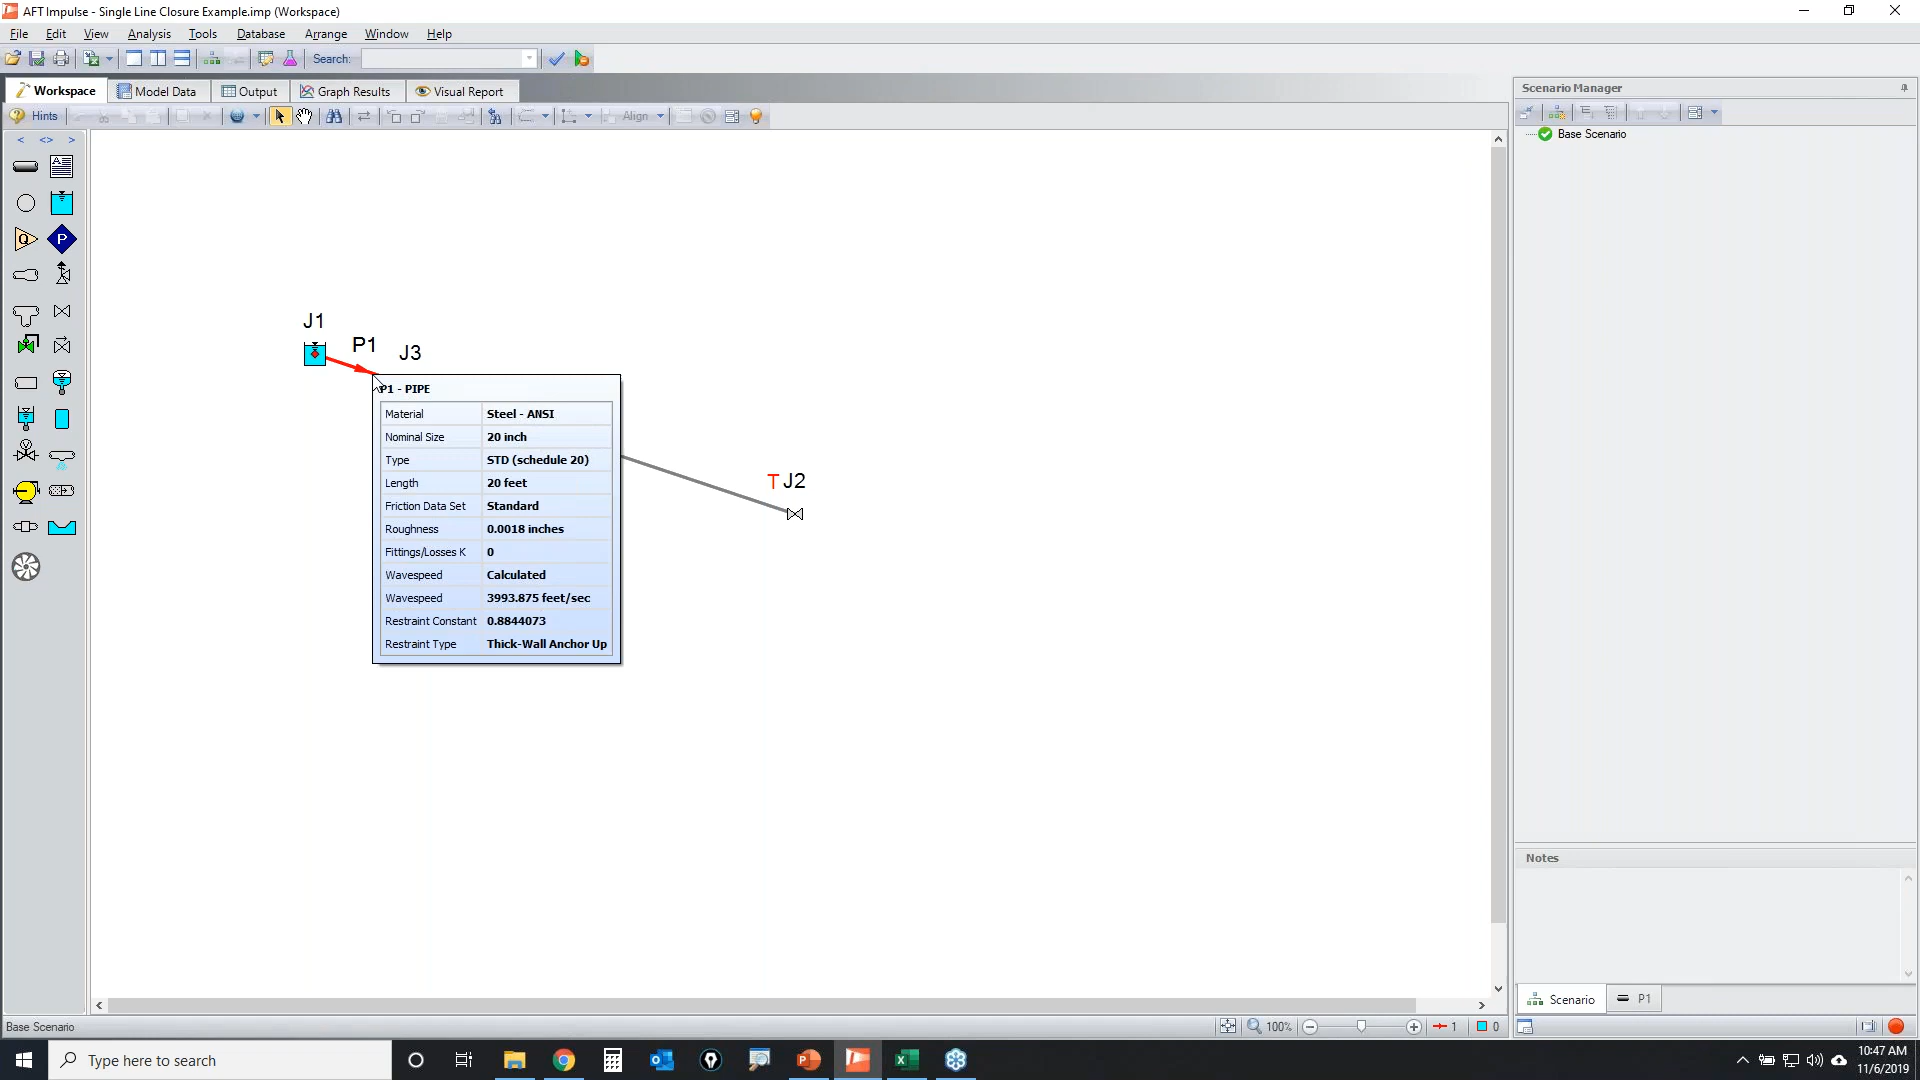 AFT Impulse - Single Line Closure Example.imp (Workspace)
File Edit View Analysis Tools Database Arrange Window Help
Search:
Workspace Model Data Output Graph Results Visual Report
Hints Align
Scenario Manager
Base Scenario
< <> >
A
Q P
J1
P1 J3
P1 - PIPE
Material Steel - ANSI
Nominal Size 20 inch
Type STD (schedule 20)
Length 20 feet
Friction Data Set Standard
Roughness 0.0018 inches
Fittings/Losses K 0
Wavespeed Calculated
Wavespeed 3993.875 feet/sec
Restraint Constant 0.8844073
Restraint Type Thick-Wall Anchor Up
T J2
Notes
Scenario P1
Base Scenario 100% 1 0
Type here to search
10:47 AM
11/6/2019